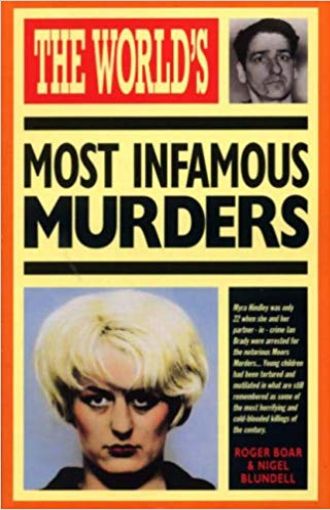 THE WORLD'S
MOST INFAMOUS
MURDERS
Myra Hindley was only
22 when she and her
partner - in - crime Ian
Brady were arrested for
the notorious Moors
Murders... Young children
had been tortured and
mutilated in what are still
remembered as some of
the most horrifying and
cold-blooded killings of
the century.
ROGER BOAR
& NIGEL
BLUNDELL